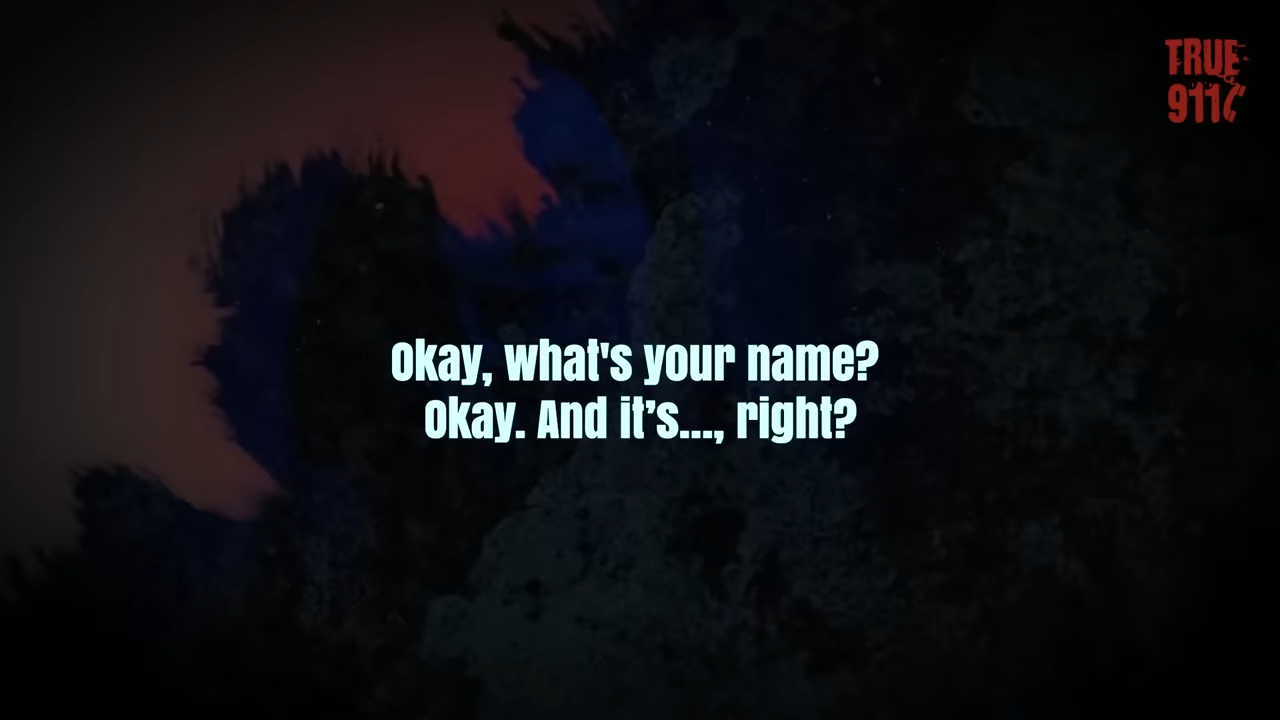 TRUE
911
Okay, what's your name?
Okay. And it’s..., right?